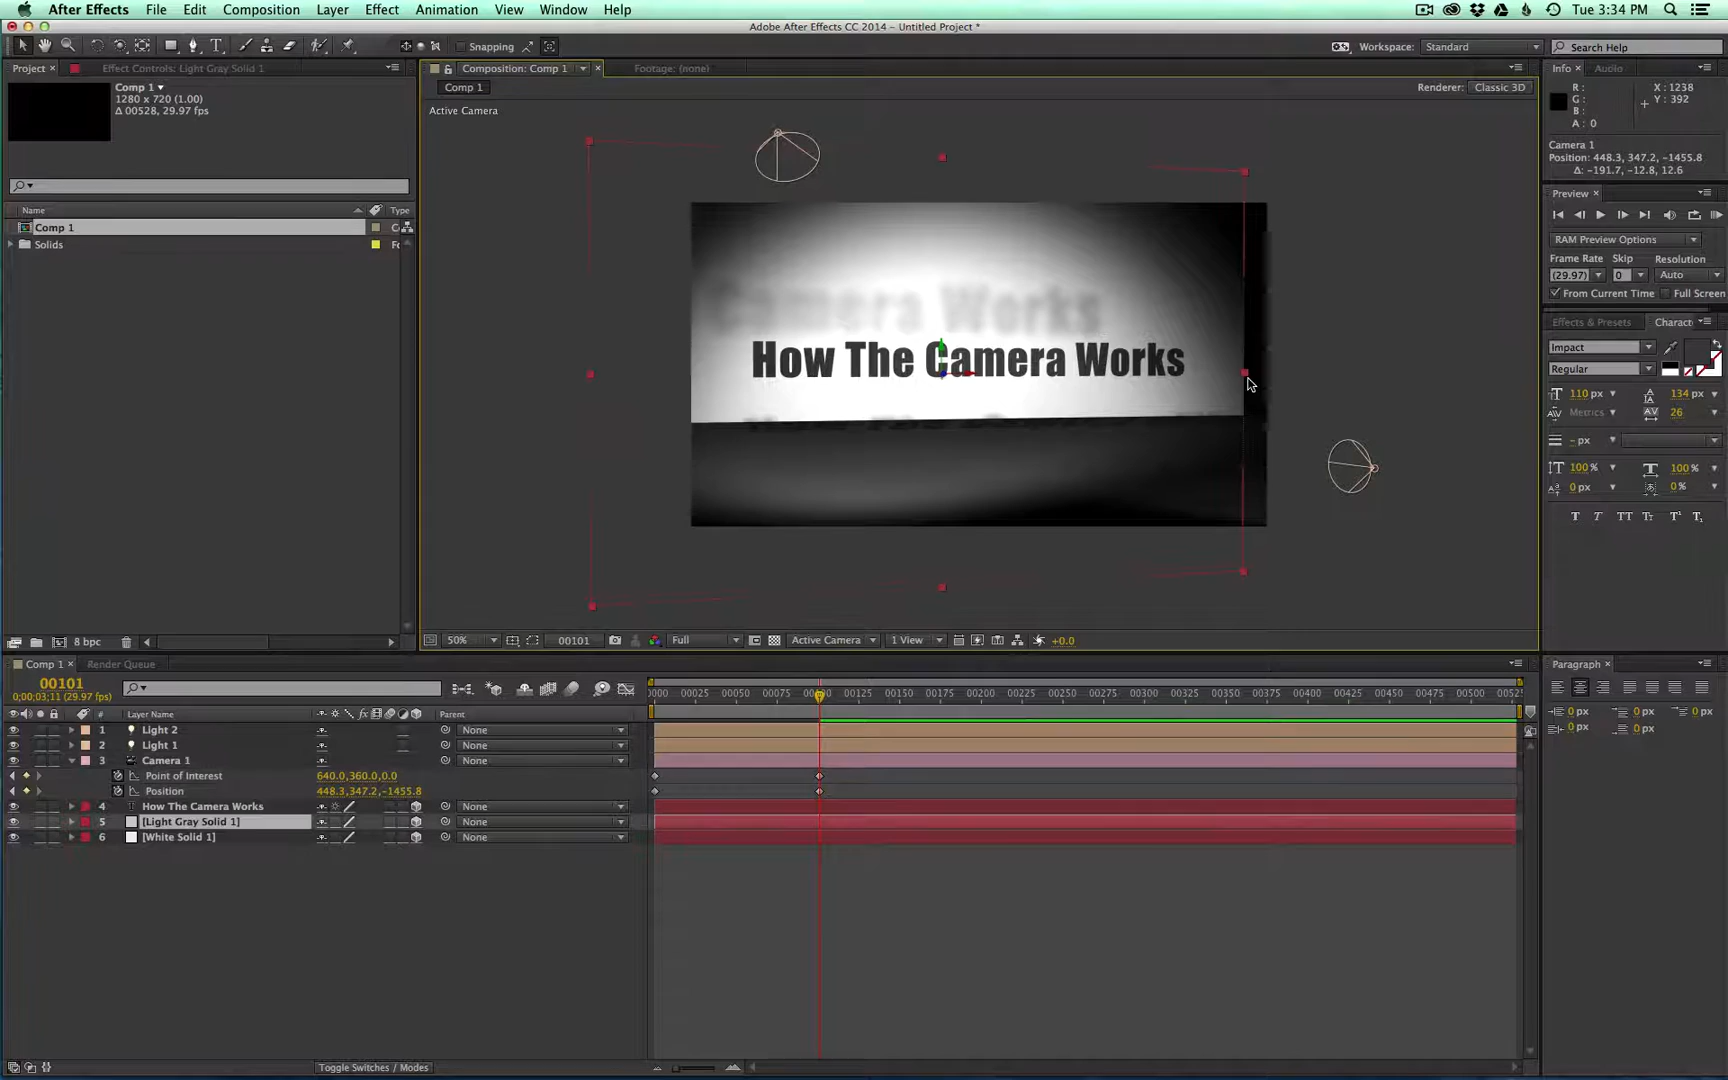 After Effects File Edit Composition Layer Effect Animation View Window Help Tue 3:34 PM
Adobe After Effects CC 2014 – Untitled Project *
Snapping Workspace: Standard Search Help
Project Effect Controls: Light Gray Solid 1
Comp 1
1280 x 720 (1.00)
Δ 00528, 29.97 fps
Name Type
Comp 1
Solids
8 bpc
Composition: Comp 1 Footage: (none)
Comp 1 Renderer: Classic 3D
Active Camera
Camera Works
How The Camera Works
50% 00101 Full Active Camera 1 View +0.0
Info Audio
R: X : 1238
G: Y : 392
B:
A : 0
Camera 1
Position: 448.3, 347.2, -1455.8
Δ: -191.7, -12.8, 12.6
Preview
RAM Preview Options
Frame Rate Skip Resolution
(29.97) 0 Auto
From Current Time Full Screen
Effects & Presets Charact
Impact
Regular
110 px 134 px
Metrics 26
- px
100 % 100 %
0 px 0 %
T T TT Tт
Comp 1 Render Queue
00101
0;00;03;11 (29.97 fps)
0000 00025 00050 00075 00100 00125 00150 00175 00200 00225 00250 00275 00300 00325 00350 00375 00400 00425 00450 00475 00500 0052
# Layer Name Parent
1 Light 2 None
2 Light 1 None
3 Camera 1 None
Point of Interest 640.0,360.0,0.0
Position 448.3,347.2,-1455.8
4 How The Camera Works None
5 [Light Gray Solid 1] None
6 [White Solid 1] None
Toggle Switches / Modes
Paragraph
0 px 0 px 0 px
0 px 0 px